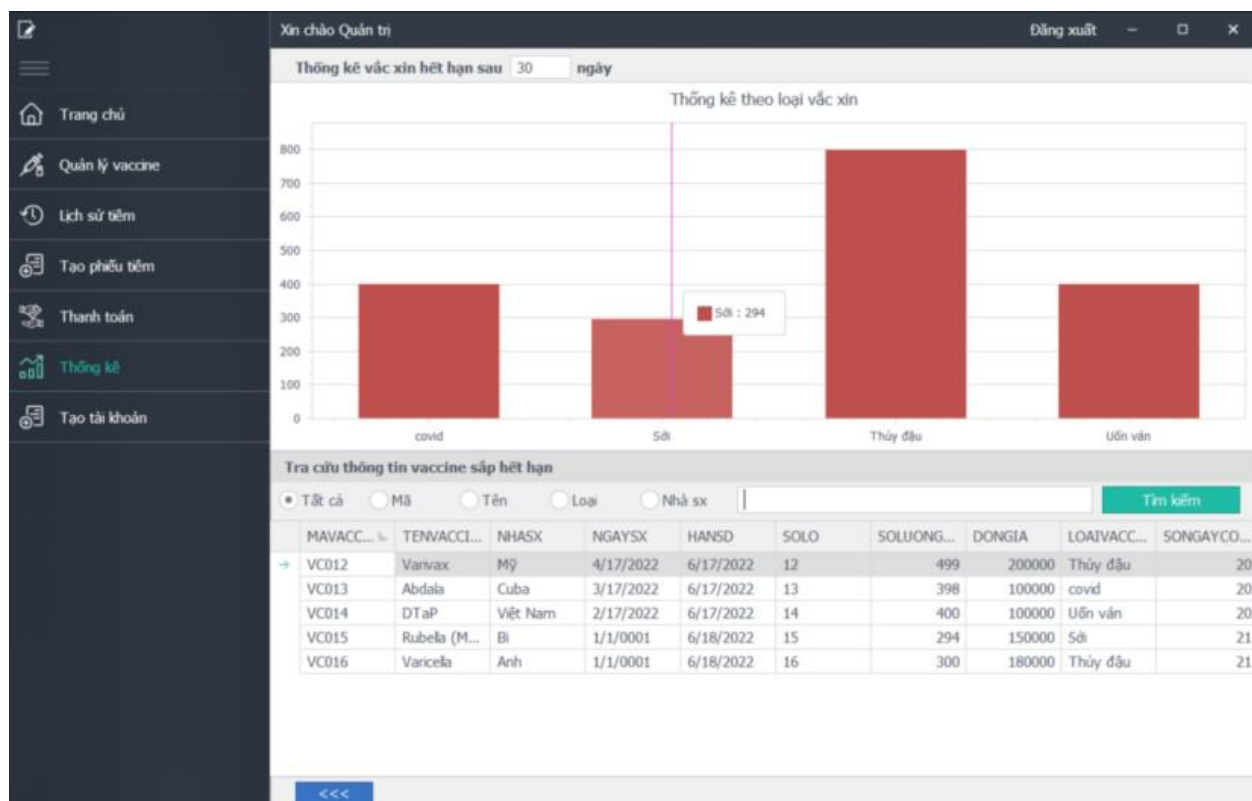 Xin chào Quản trị Đăng xuất
Thống kê vắc xin hết hạn sau 30 ngày
Trang chủ
Quản lý vaccine
Lịch sử tiêm
Tạo phiếu tiêm
Thanh toán
Thống kê
Tạo tài khoản
Thống kê theo loại vắc xin
800
700
600
500
400
300
200
100
0
Sởi : 294
covid Sởi Thủy đậu Uốn ván
Tra cứu thông tin vaccine sắp hết hạn
Tất cả Mã Tên Loại Nhà sx Tìm kiếm
MAVACC... TENVACCI... NHASX NGAYSX HANSD SOLO SOLUONG... DONGIA LOAIVACC... SONGAYCO...
VC012 Varivax Mỹ 4/17/2022 6/17/2022 12 499 200000 Thủy đậu 20
VC013 Abdala Cuba 3/17/2022 6/17/2022 13 398 100000 covid 20
VC014 DTaP Việt Nam 2/17/2022 6/17/2022 14 400 100000 Uốn ván 20
VC015 Rubella (M... Bỉ 1/1/0001 6/18/2022 15 294 150000 Sởi 21
VC016 Varicella Anh 1/1/0001 6/18/2022 16 300 180000 Thủy đậu 21
<<<